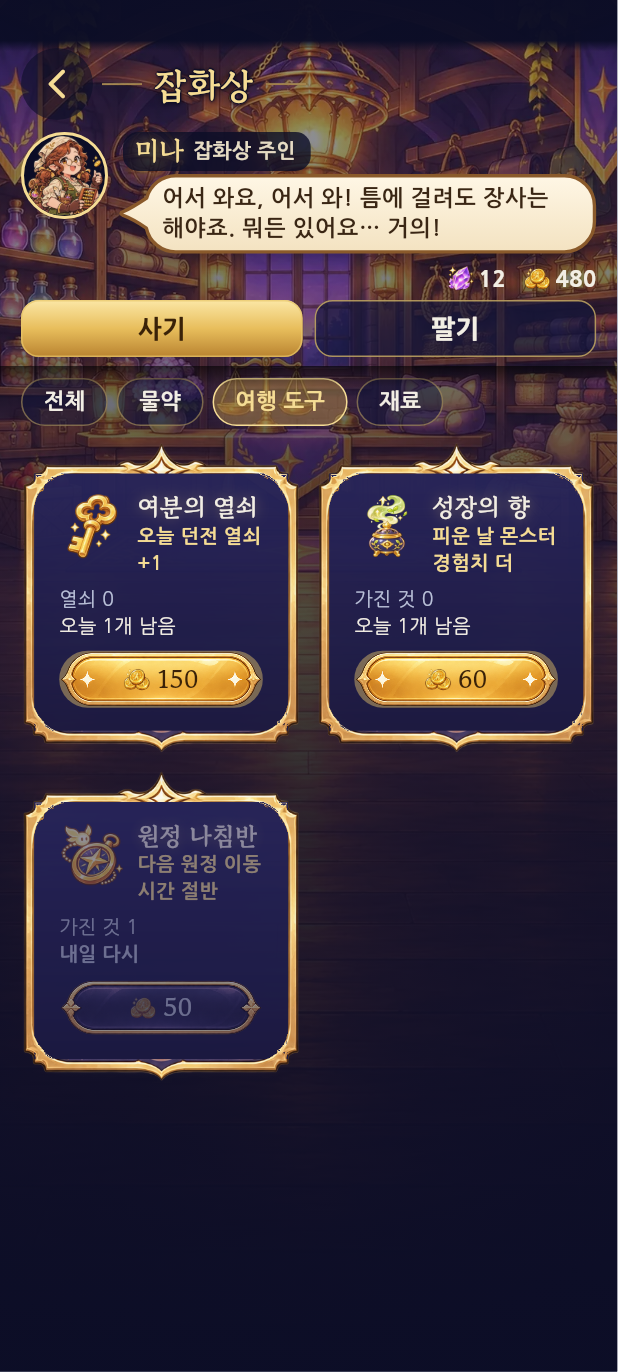 잡화상
미나 잡화상 주인
어서 와요, 어서 와! 틈에 걸려도 장사는
해야죠. 뭐든 있어요… 거의!
12 480
사기 팔기
전체 물약 여행 도구 재료
여분의 열쇠
오늘 던전 열쇠
+1
열쇠 0
오늘 1개 남음
150
성장의 향
피운 날 몬스터
경험치 더
가진 것 0
오늘 1개 남음
60
원정 나침반
다음 원정 이동
시간 절반
가진 것 1
내일 다시
50